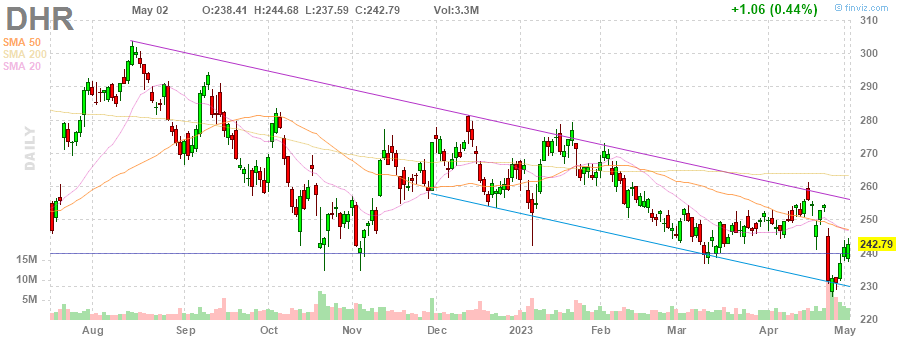 DHR May 02 O:238.41 H:244.68 L:237.59 C:242.79 Vol:3.3M +1.06 (0.44%) finviz.com
SMA 50
SMA 200
SMA 20
DAILY
310
300
290
280
270
260
250
242.79
240
230
220
15M
10M
5M
Aug Sep Oct Nov Dec 2023 Feb Mar Apr May